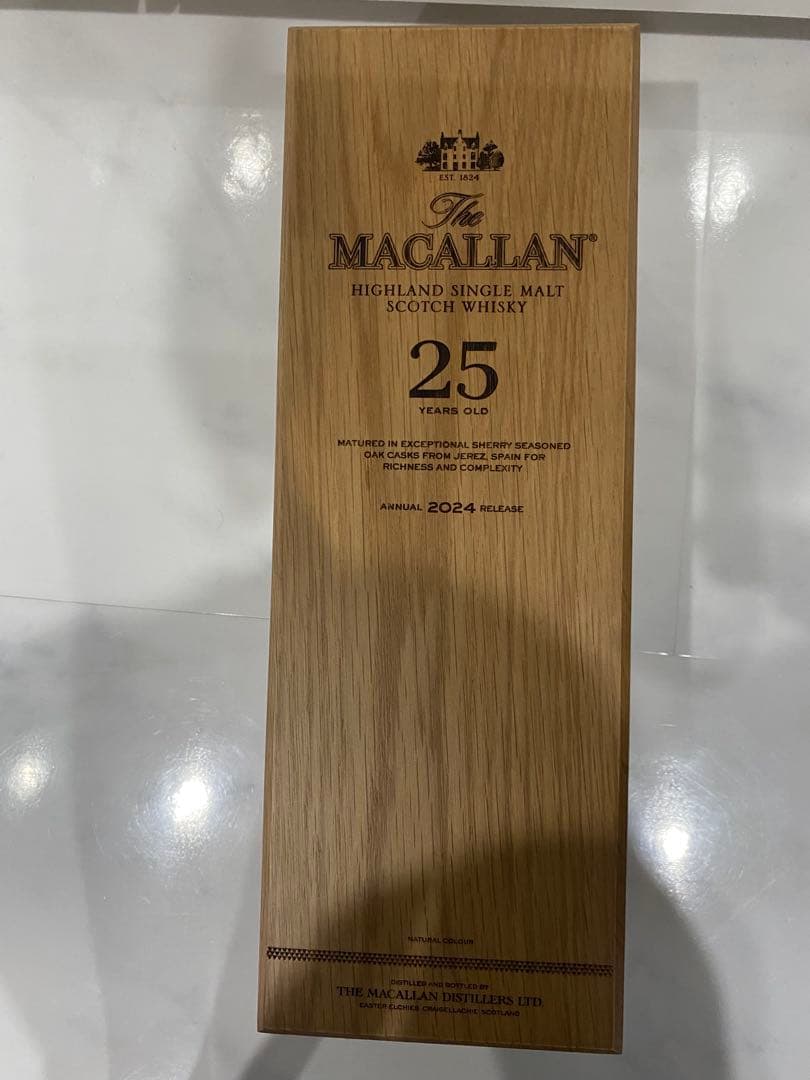 EST. 1824
The
MACALLAN®
HIGHLAND SINGLE MALT
SCOTCH WHISKY
25
YEARS OLD
MATURED IN EXCEPTIONAL SHERRY SEASONED
OAK CASKS FROM JEREZ, SPAIN FOR
RICHNESS AND COMPLEXITY
ANNUAL 2024 RELEASE
NATURAL COLOUR
DISTILLED AND BOTTLED BY
THE MACALLAN DISTILLERS LTD.
EASTER ELCHIES, CRAIGELLACHIE, SCOTLAND